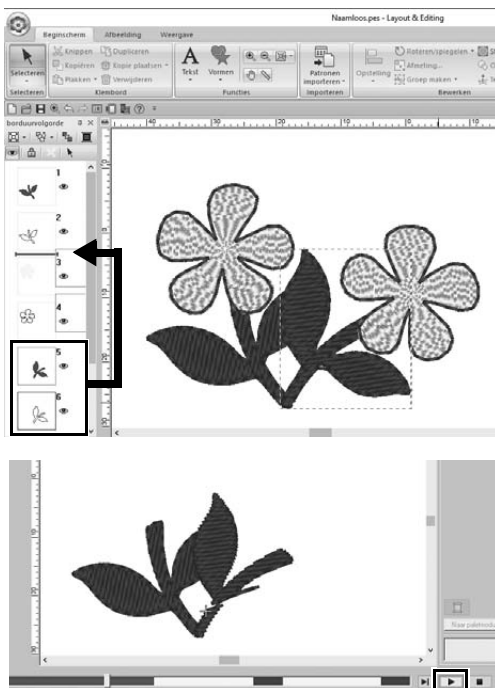 Naamloos.pes - Layout & Editing
Beginscherm Afbeelding Weergave
Selecteren
Knippen Dupliceren
Kopiëren Kopie plaatsen
Plakken Verwijderen
Tekst Vormen
Patronen importeren
Opstelling
Roteren/spiegelen
Afmeting...
Groep maken
Selecteren Klembord Functies Importeren Bewerken
borduurvolgorde
1
2
3
4
5
6